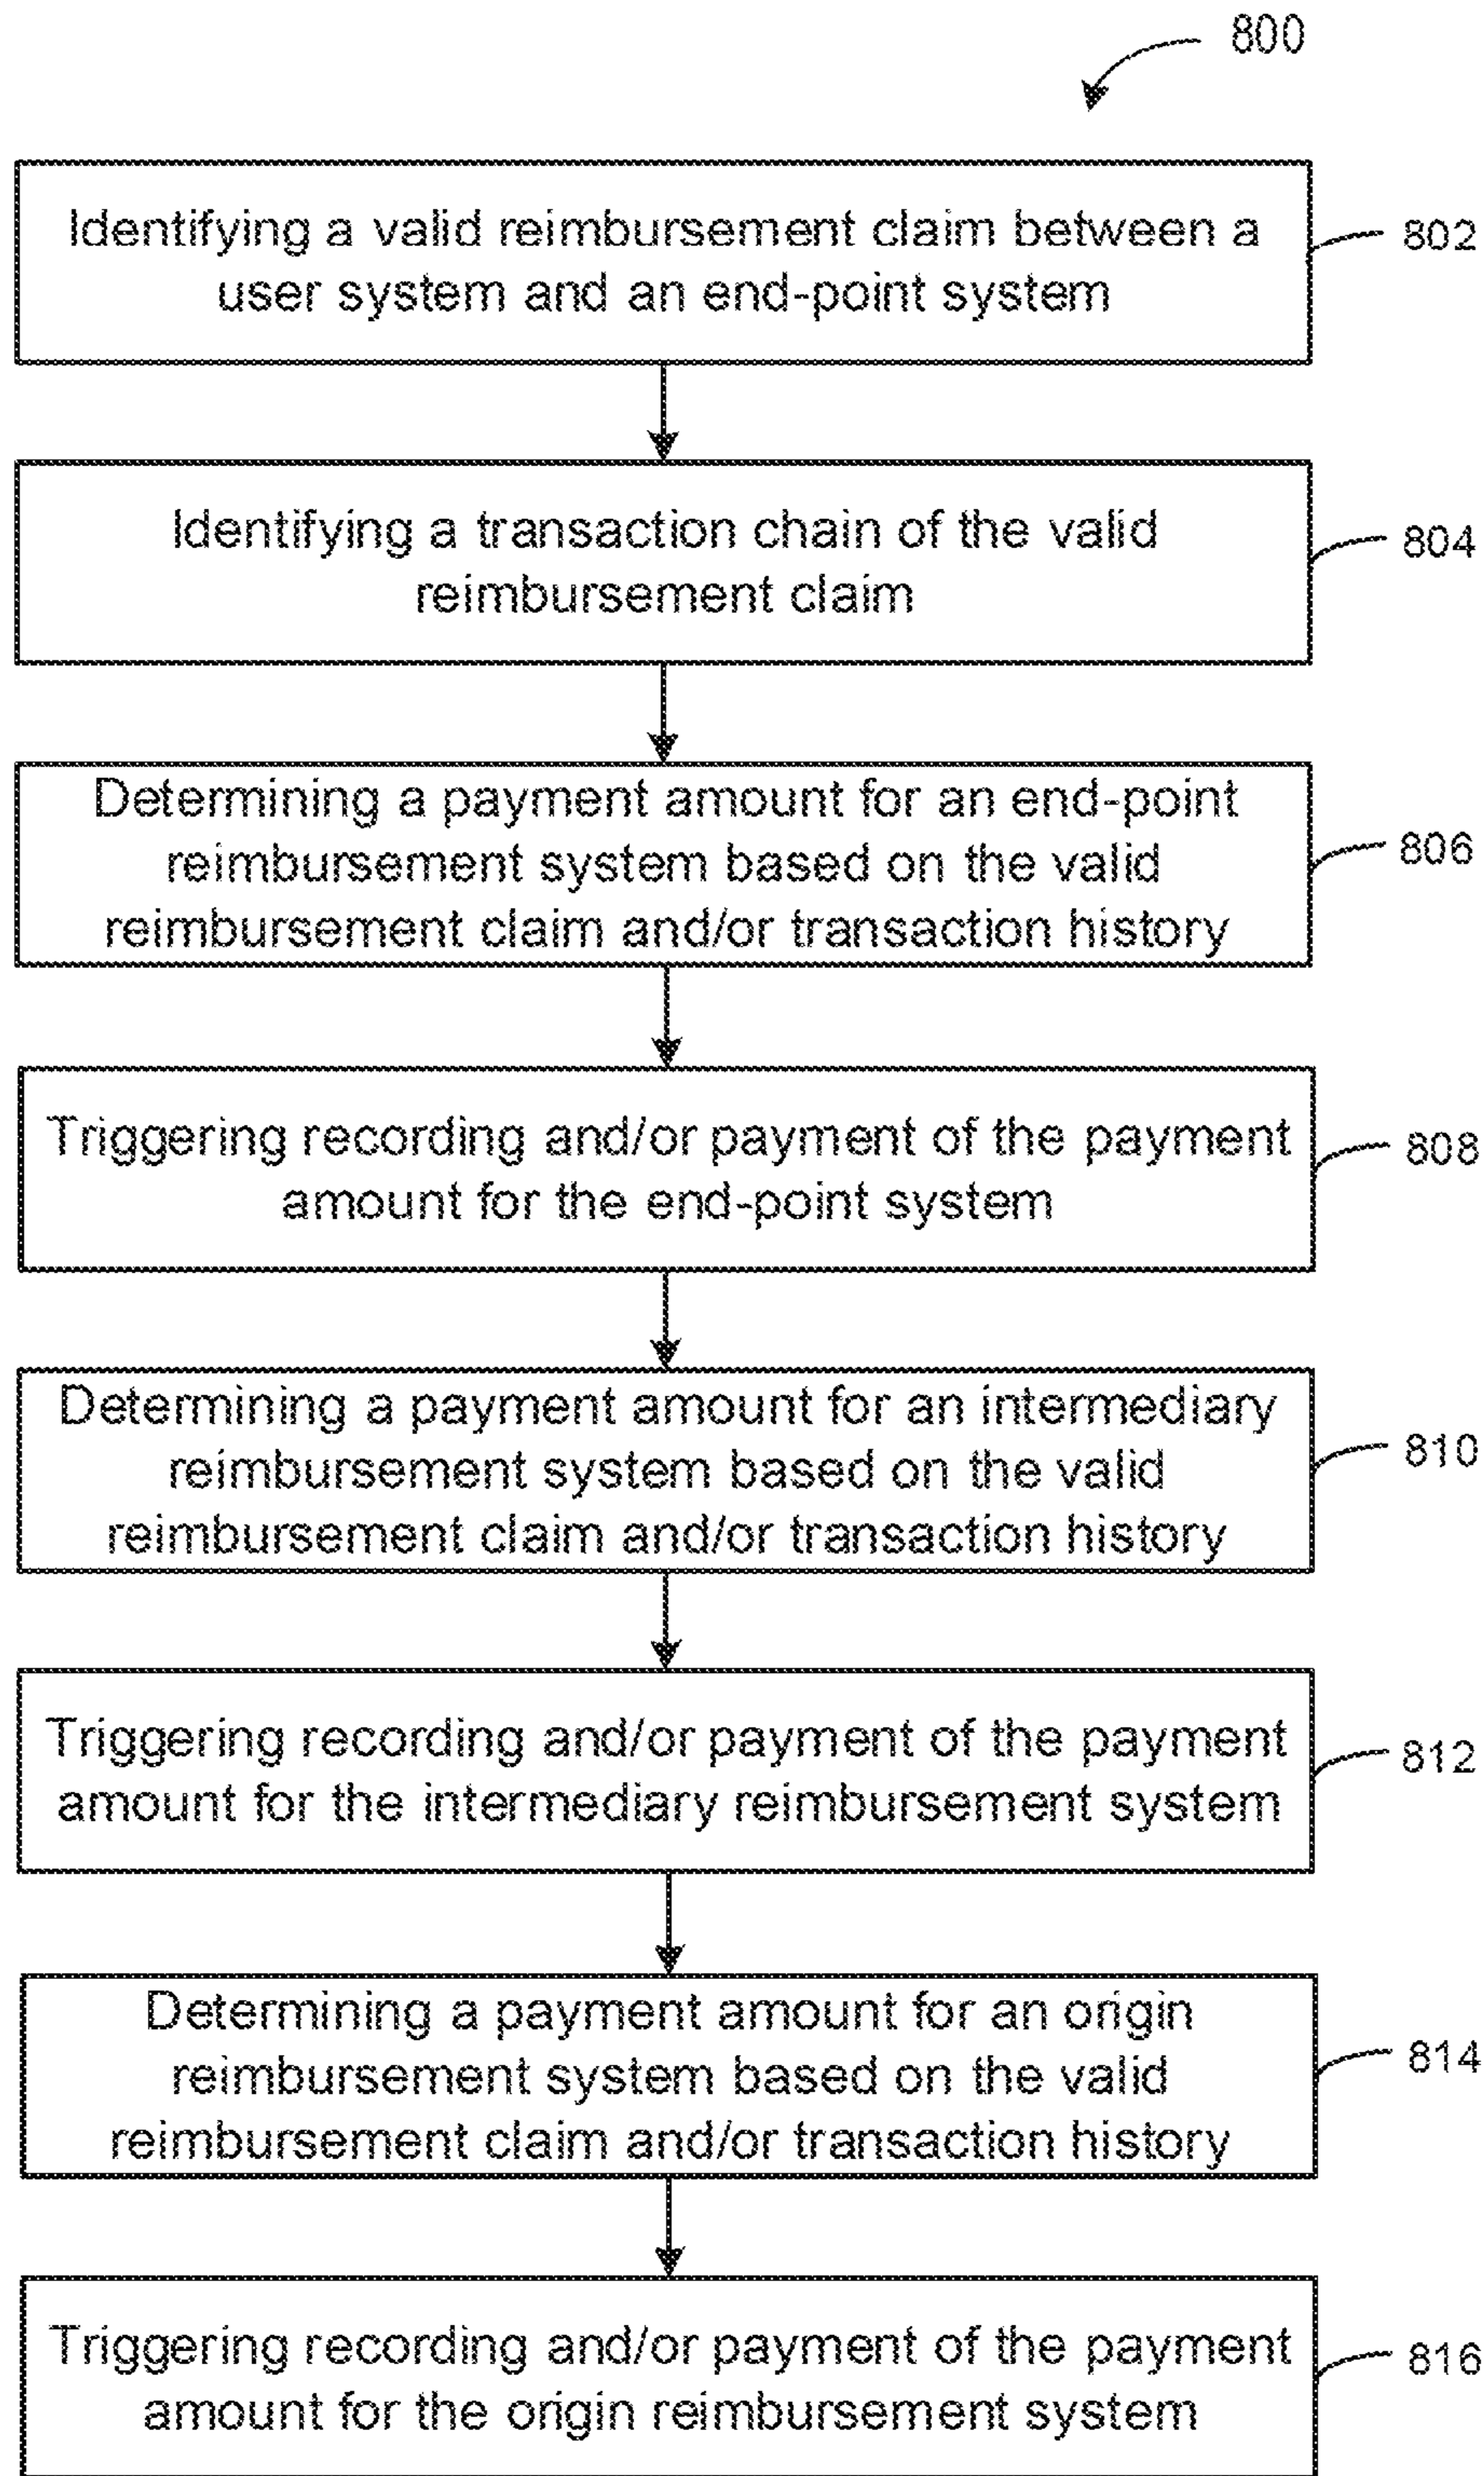 800
Identifying a valid reimbursement claim between a
user system and an end-point system
802
Identifying a transaction chain of the valid
reimbursement claim
804
Determining a payment amount for an end-point
reimbursement system based on the valid
reimbursement claim and/or transaction history
806
Triggering recording and/or payment of the payment
amount for the end-point system
808
Determining a payment amount for an intermediary
reimbursement system based on the valid
reimbursement claim and/or transaction history
810
Triggering recording and/or payment of the payment
amount for the intermediary reimbursement system
812
Determining a payment amount for an origin
reimbursement system based on the valid
reimbursement claim and/or transaction history
814
Triggering recording and/or payment of the payment
amount for the origin reimbursement system
816